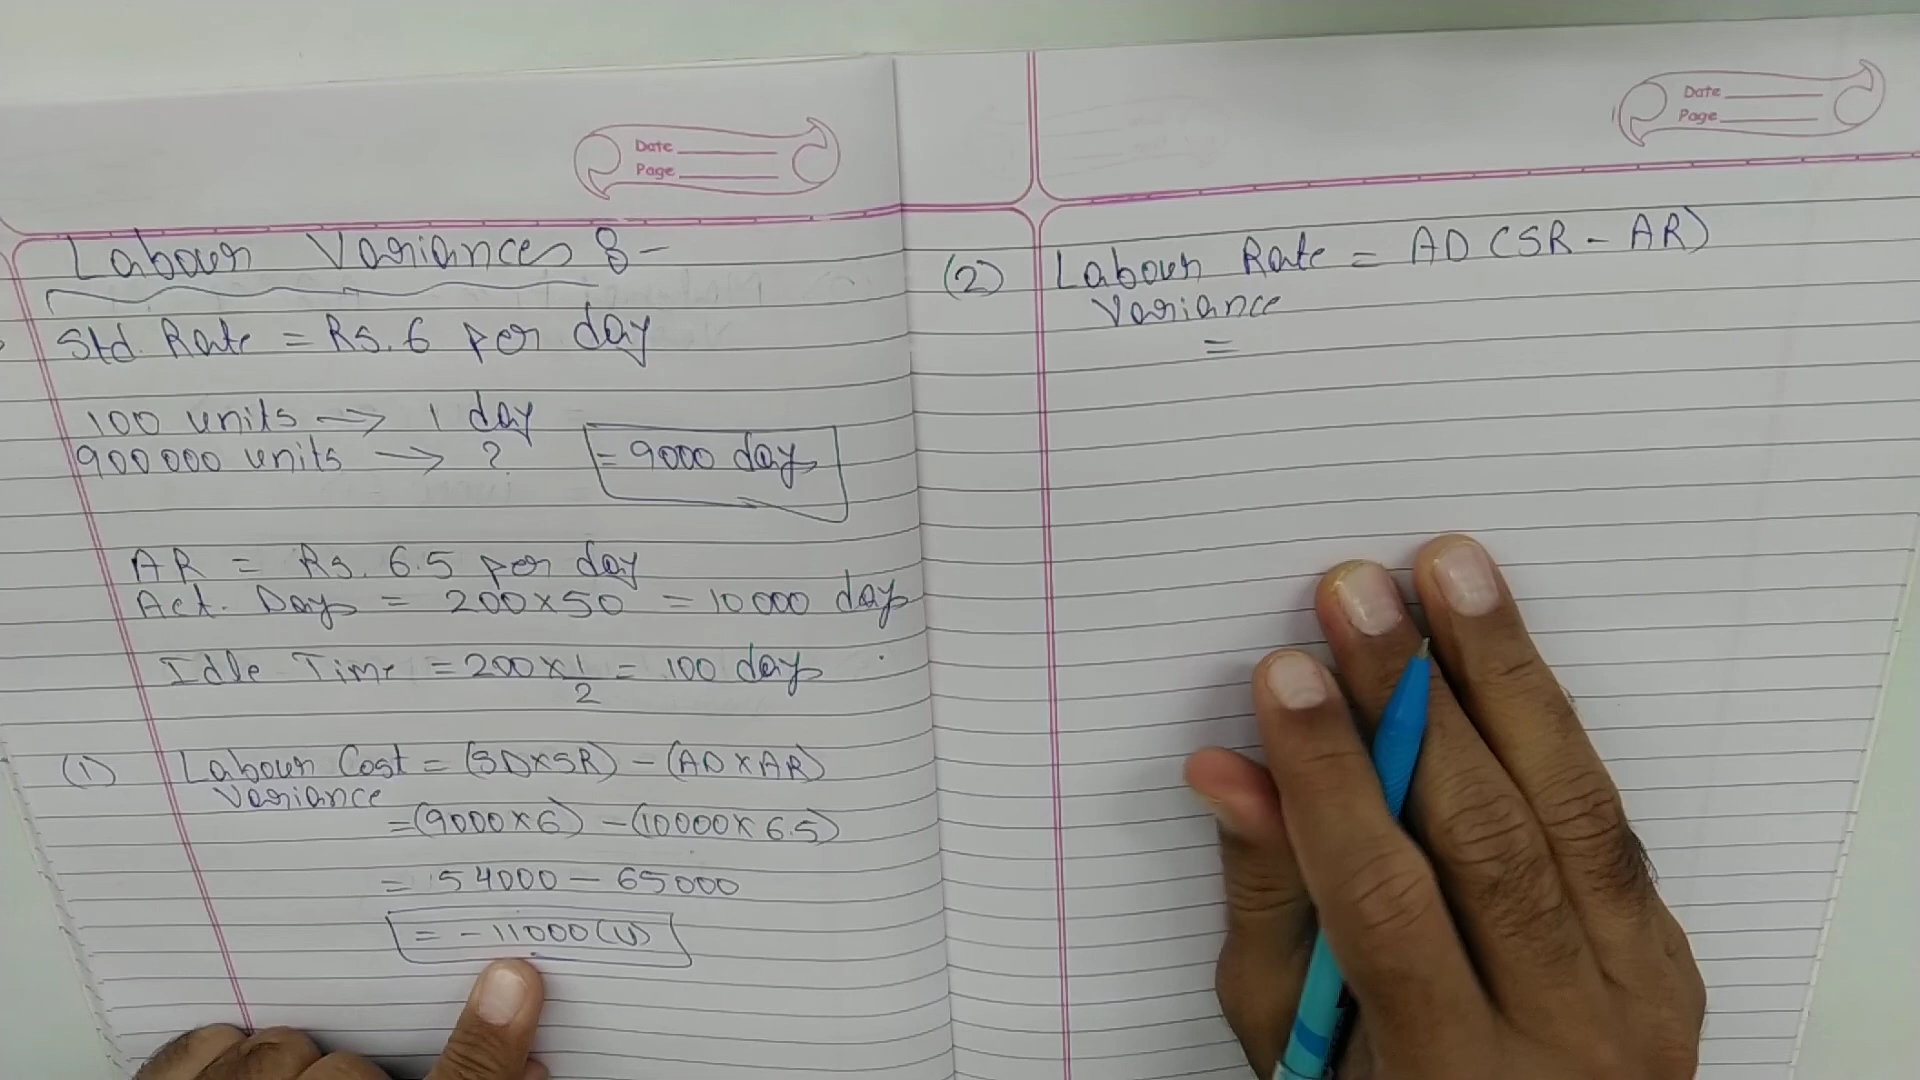 Date
Page
Labour Variances :-
Std. Rate = Rs. 6 per day
100 units → 1 day
900000 units → ? = 9000 days
AR = Rs. 6.5 per day
Act. Days = 200×50 = 10000 days
Idle Time = 200×1/2 = 100 days
(1) Labour Cost = (SD×SR) - (AD×AR)
Variance
=(9000×6) - (10000×6.5)
= 54000 - 65000
= -11000(U)
Date
Page
(2) Labour Rate = AD(SR - AR)
Variance
=